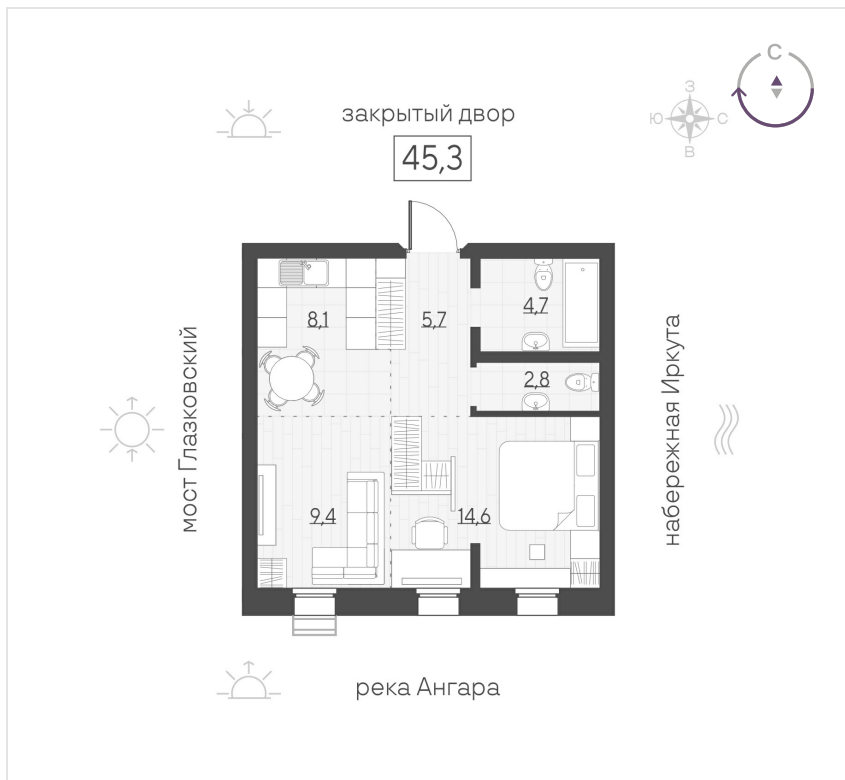 С
закрытый двор
45,3
З
Ю
С
В
8,1
5,7
4,7
2,8
мост Глазковский
набережная Иркута
9,4
14,6
река Ангара